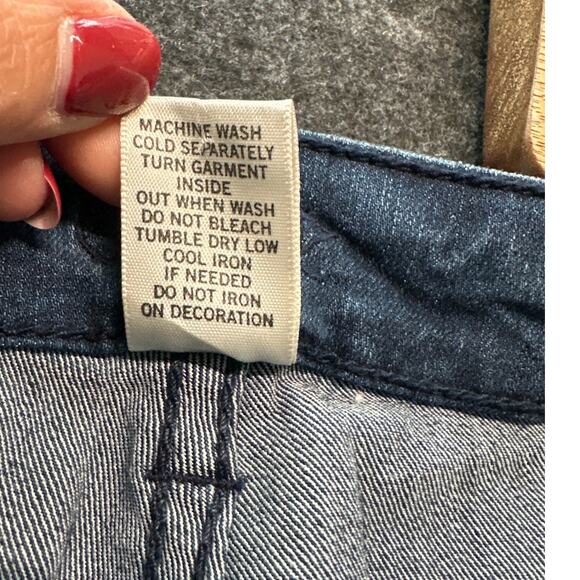 MACHINE WASH
COLD SEPARATELY
TURN GARMENT
INSIDE
OUT WHEN WASH
DO NOT BLEACH
TUMBLE DRY LOW
COOL IRON
IF NEEDED
DO NOT IRON
ON DECORATION